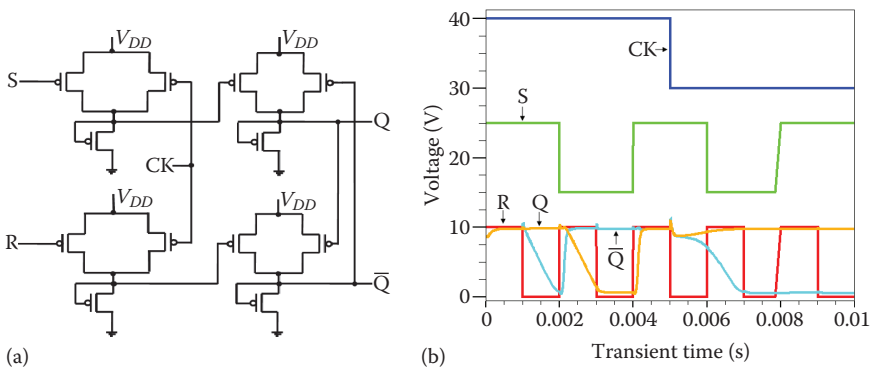 V_DD V_DD
S
Q
CK
V_DD V_DD
R
Q̅
(a)
40
30
20
10
0
Voltage (V)
CK
S
R Q
Q̅
0 0.002 0.004 0.006 0.008 0.01
Transient time (s)
(b)